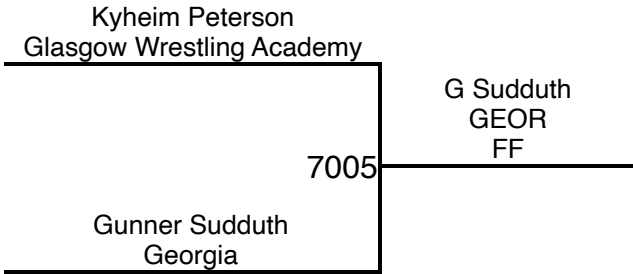 Kyheim Peterson
Glasgow Wrestling Academy
G Sudduth
GEOR
FF
7005
Gunner Sudduth
Georgia